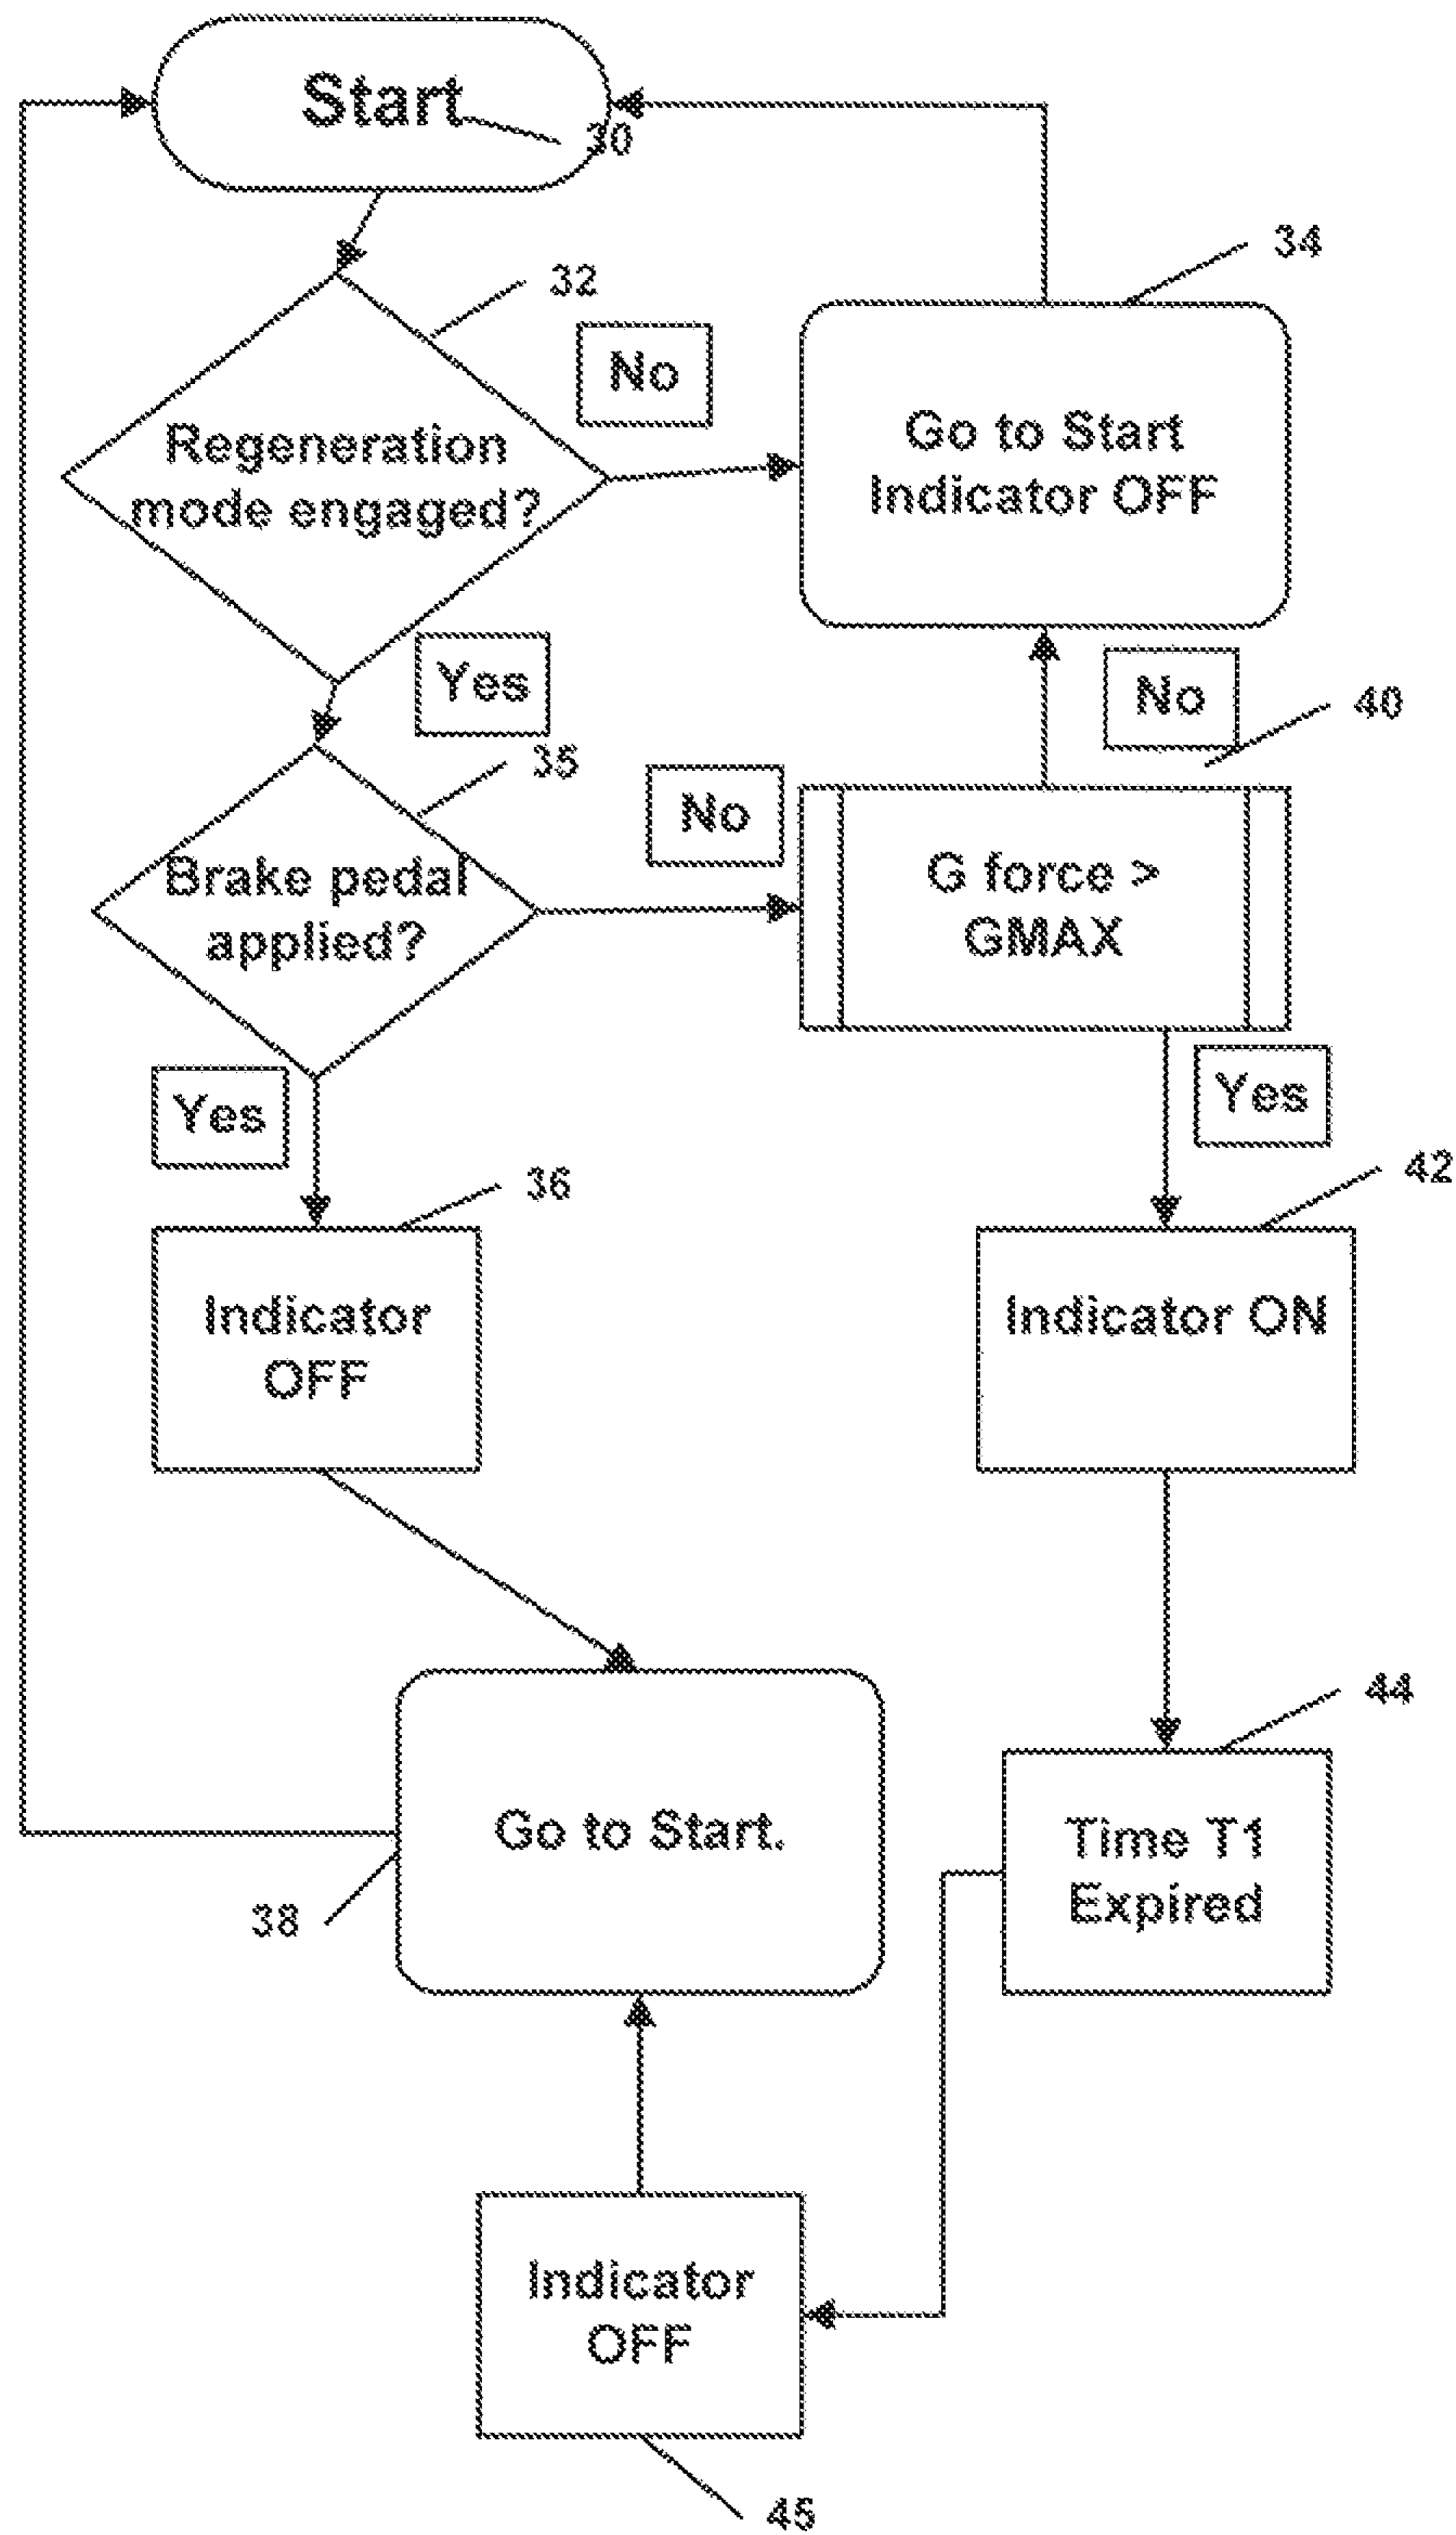 Start
30
32
34
No
Regeneration
mode engaged?
Go to Start
Indicator OFF
Yes
No
40
35
No
Brake pedal
applied?
G force >
GMAX
Yes
Yes
36
42
Indicator
OFF
Indicator ON
44
Go to Start.
Time T1
Expired
38
Indicator
OFF
45